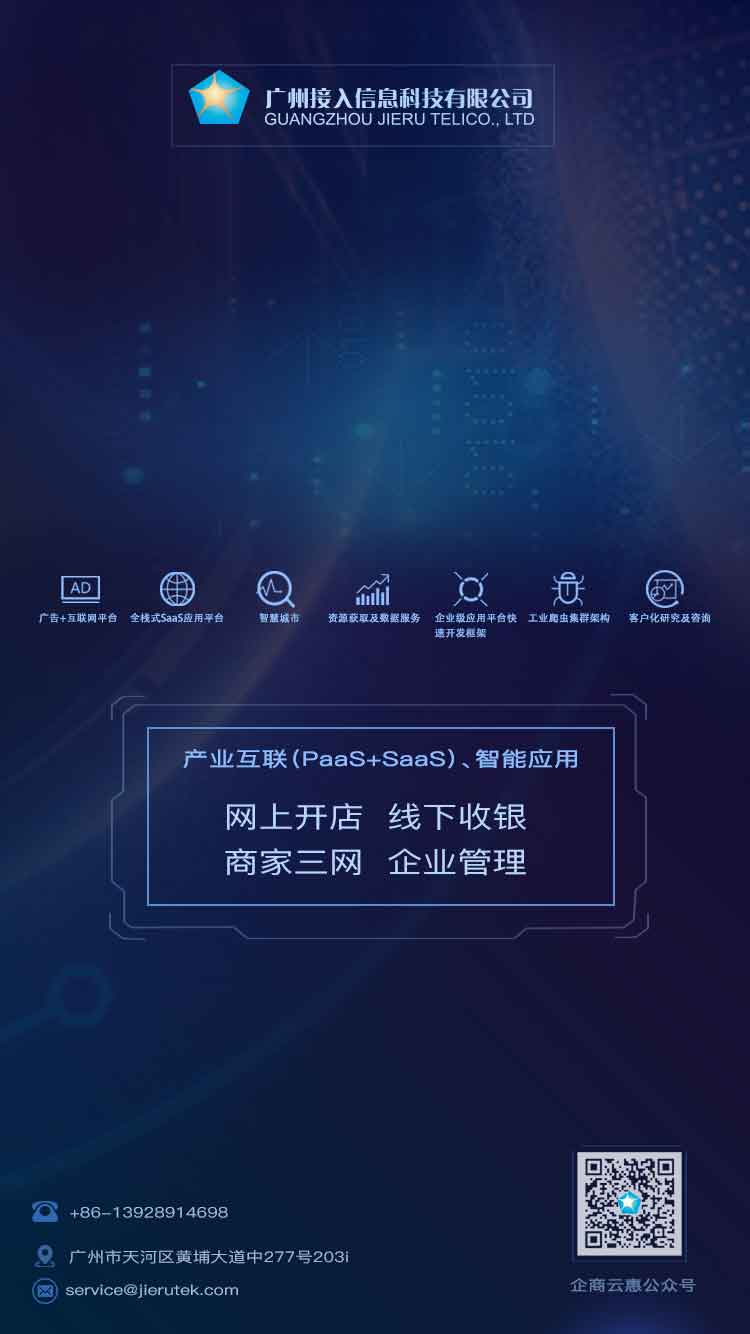 广州接入信息科技有限公司
GUANGZHOU JIERU TELICO., LTD
AD
广告+互联网平台 全栈式SaaS应用平台 智慧城市 资源获取及数据服务 企业级应用平台快 工业爬虫集群架构 客户化研究及咨询
速开发框架
产业互联(PaaS+SaaS)、智能应用
网上开店 线下收银
商家三网 企业管理
+86-13928914698
广州市天河区黄埔大道中277号203i
service@jierutek.com
企商云惠公众号